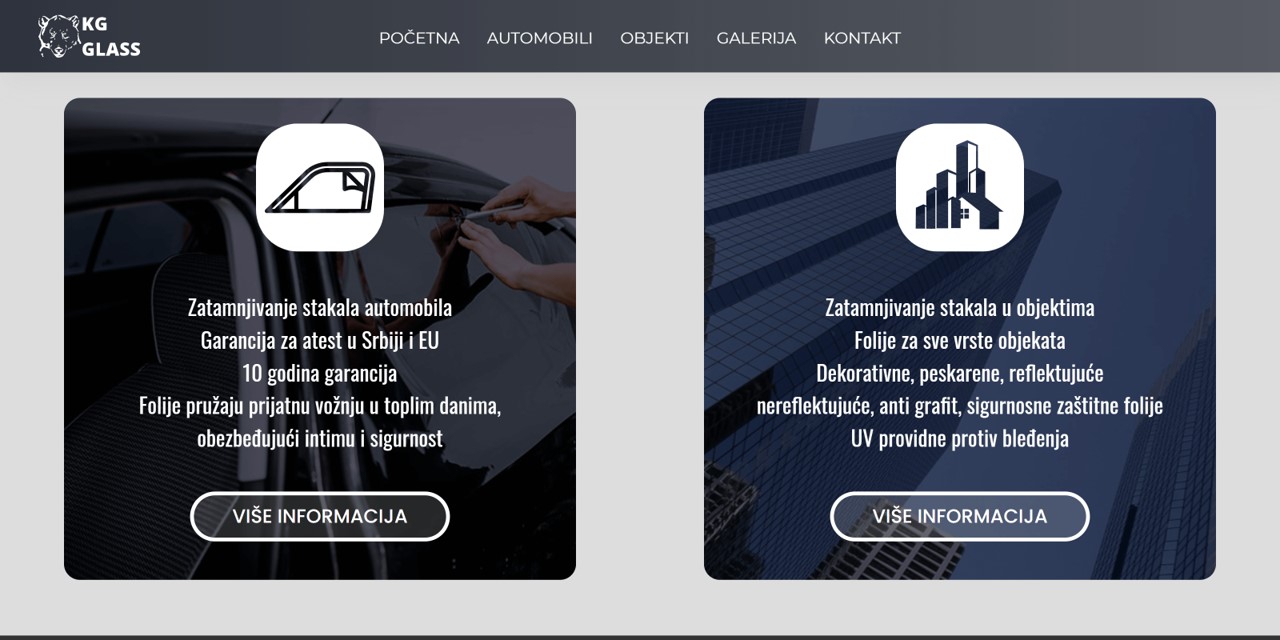 KG
GLASS
POČETNA AUTOMOBILI OBJEKTI GALERIJA KONTAKT
Zatamnjivanje stakala automobila
Garancija za atest u Srbiji i EU
10 godina garancija
Folije pružaju prijatnu vožnju u toplim danima,
obezbeđujući intimu i sigurnost
VIŠE INFORMACIJA
Zatamnjivanje stakala u objektima
Folije za sve vrste objekata
Dekorativne, peskarene, reflektujuće
nereflektujuće, anti grafit, sigurnosne zaštitne folije
UV providne protiv bleđenja
VIŠE INFORMACIJA